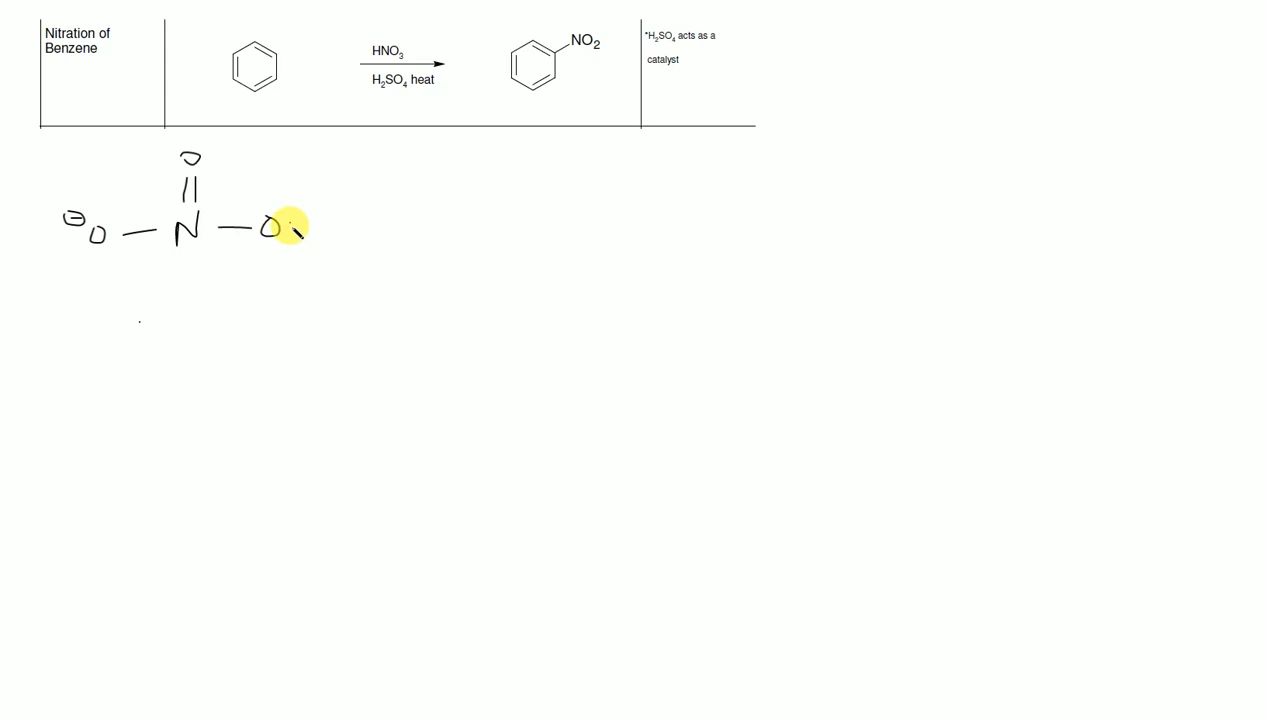 Nitration of
Benzene
HNO3
H2SO4 heat
NO2
*H2SO4 acts as a
catalyst
O
⊖O — N — O